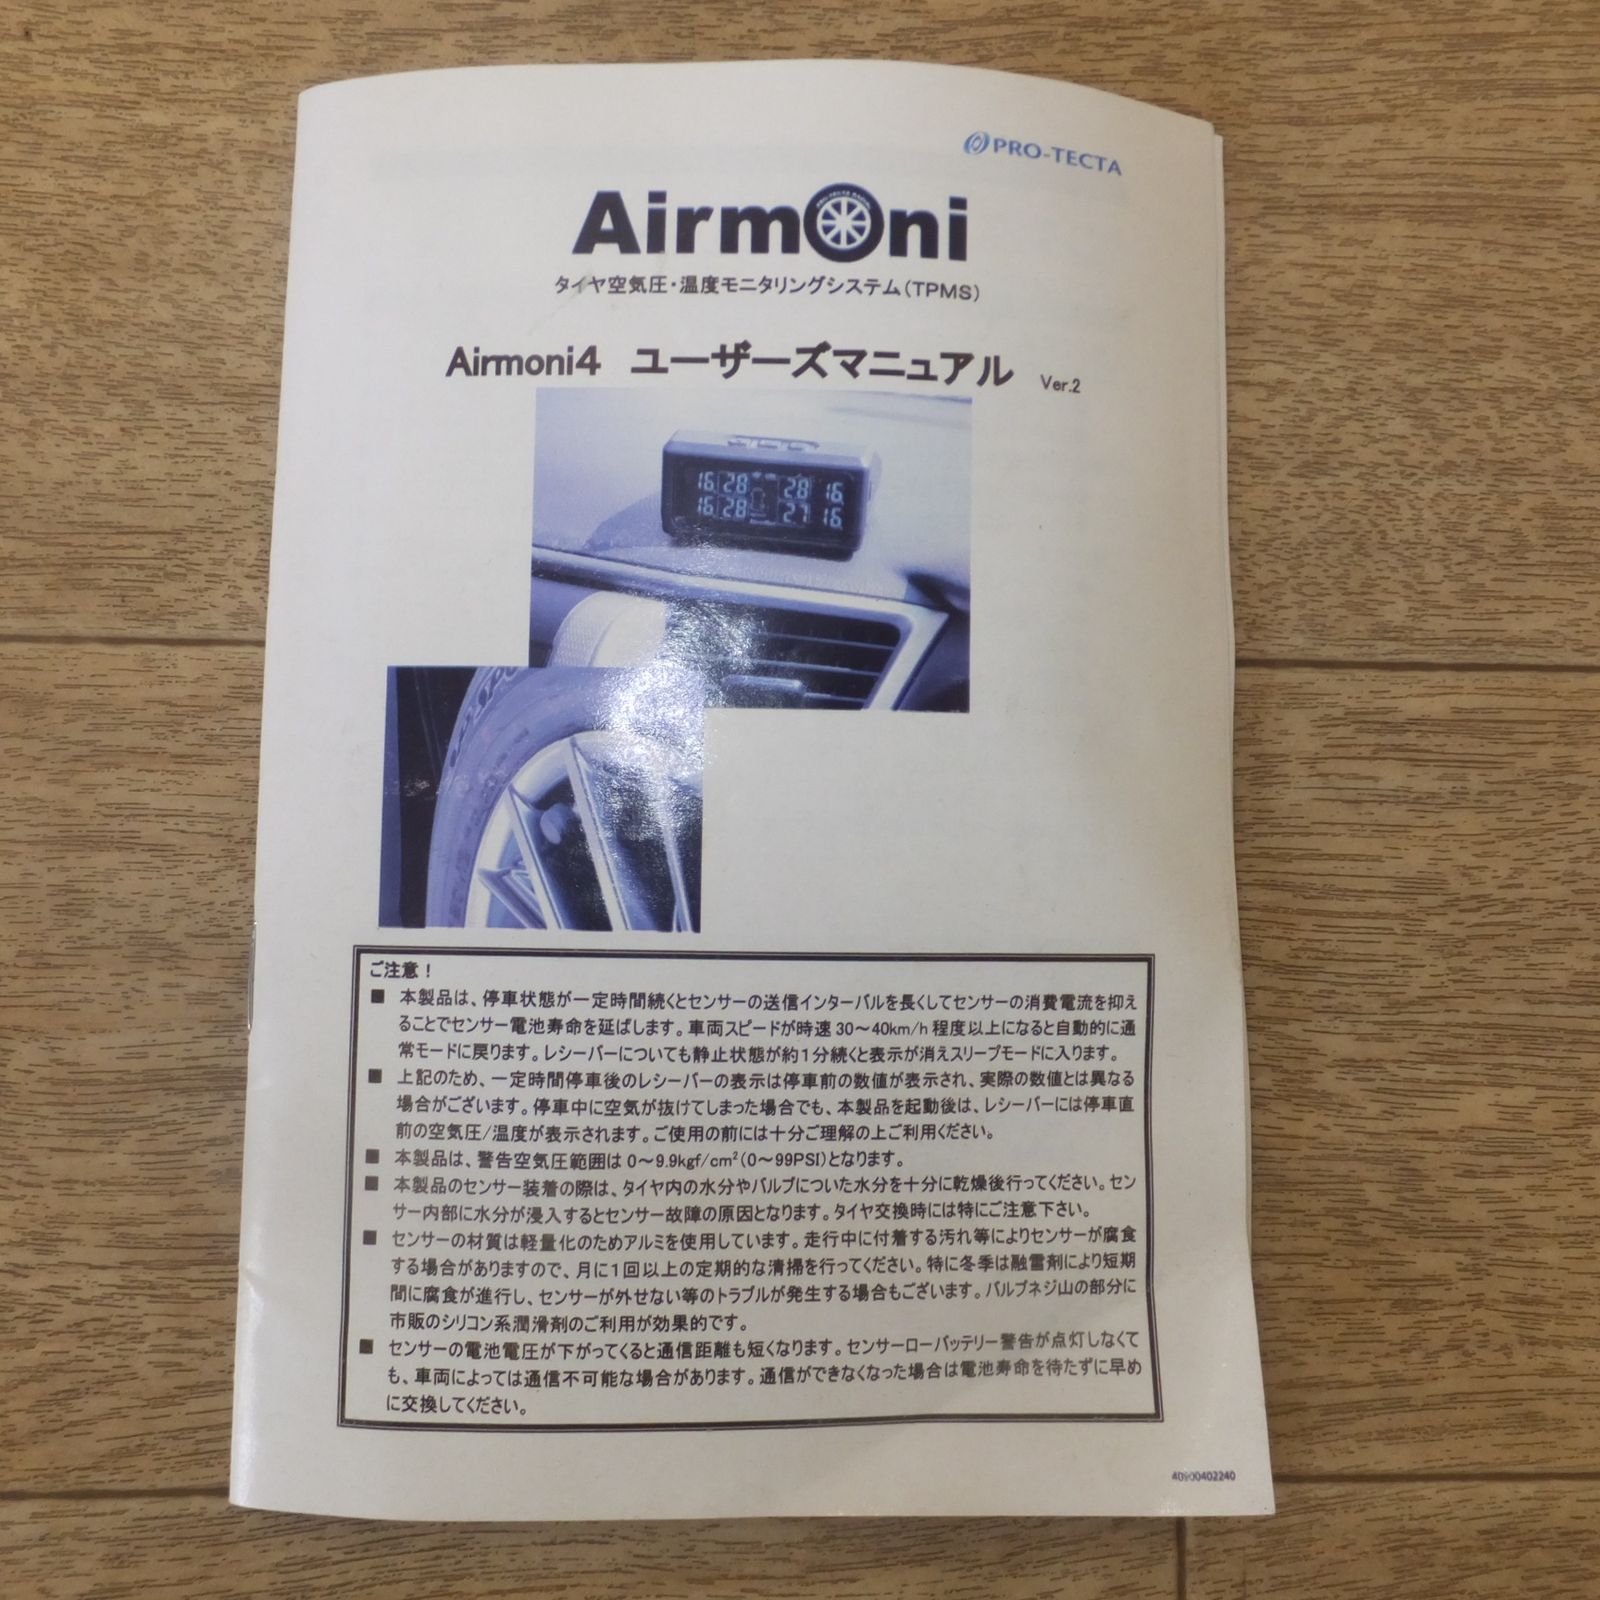 PRO-TECTA
Airmoni
タイヤ空気圧・温度モニタリングシステム(TPMS)
Airmoni4 ユーザーズマニュアル Ver.2
16 28 28 16
16 28 27 16
ご注意！
■ 本製品は、停車状態が一定時間続くとセンサーの送信インターバルを長くしてセンサーの消費電流を抑え
ることでセンサー電池寿命を延ばします。車両スピードが時速30～40km/h程度以上になると自動的に通
常モードに戻ります。レシーバーについても静止状態が約1分続くと表示が消えスリープモードに入ります。
■ 上記のため、一定時間停車後のレシーバーの表示は停車前の数値が表示され、実際の数値とは異なる
場合がございます。停車中に空気が抜けてしまった場合でも、本製品を起動後は、レシーバーには停車直
前の空気圧/温度が表示されます。ご使用の前には十分ご理解の上ご利用ください。
■ 本製品は、警告空気圧範囲は0～9.9kgf/cm²(0～99PSI)となります。
■ 本製品のセンサー装着の際は、タイヤ内の水分やバルブについた水分を十分に乾燥後行ってください。セン
サー内部に水分が浸入するとセンサー故障の原因となります。タイヤ交換時には特にご注意下さい。
■ センサーの材質は軽量化のためアルミを使用しています。走行中に付着する汚れ等によりセンサーが腐食
する場合がありますので、月に1回以上の定期的な清掃を行ってください。特に冬季は融雪剤により短期
間に腐食が進行し、センサーが外せない等のトラブルが発生する場合もございます。バルブネジ山の部分に
市販のシリコン系潤滑剤のご利用が効果的です。
■ センサーの電池電圧が下がってくると通信距離も短くなります。センサーローバッテリー警告が点灯しなくて
も、車両によっては通信不可能な場合があります。通信ができなくなった場合は電池寿命を待たずに早め
に交換してください。
40900402240